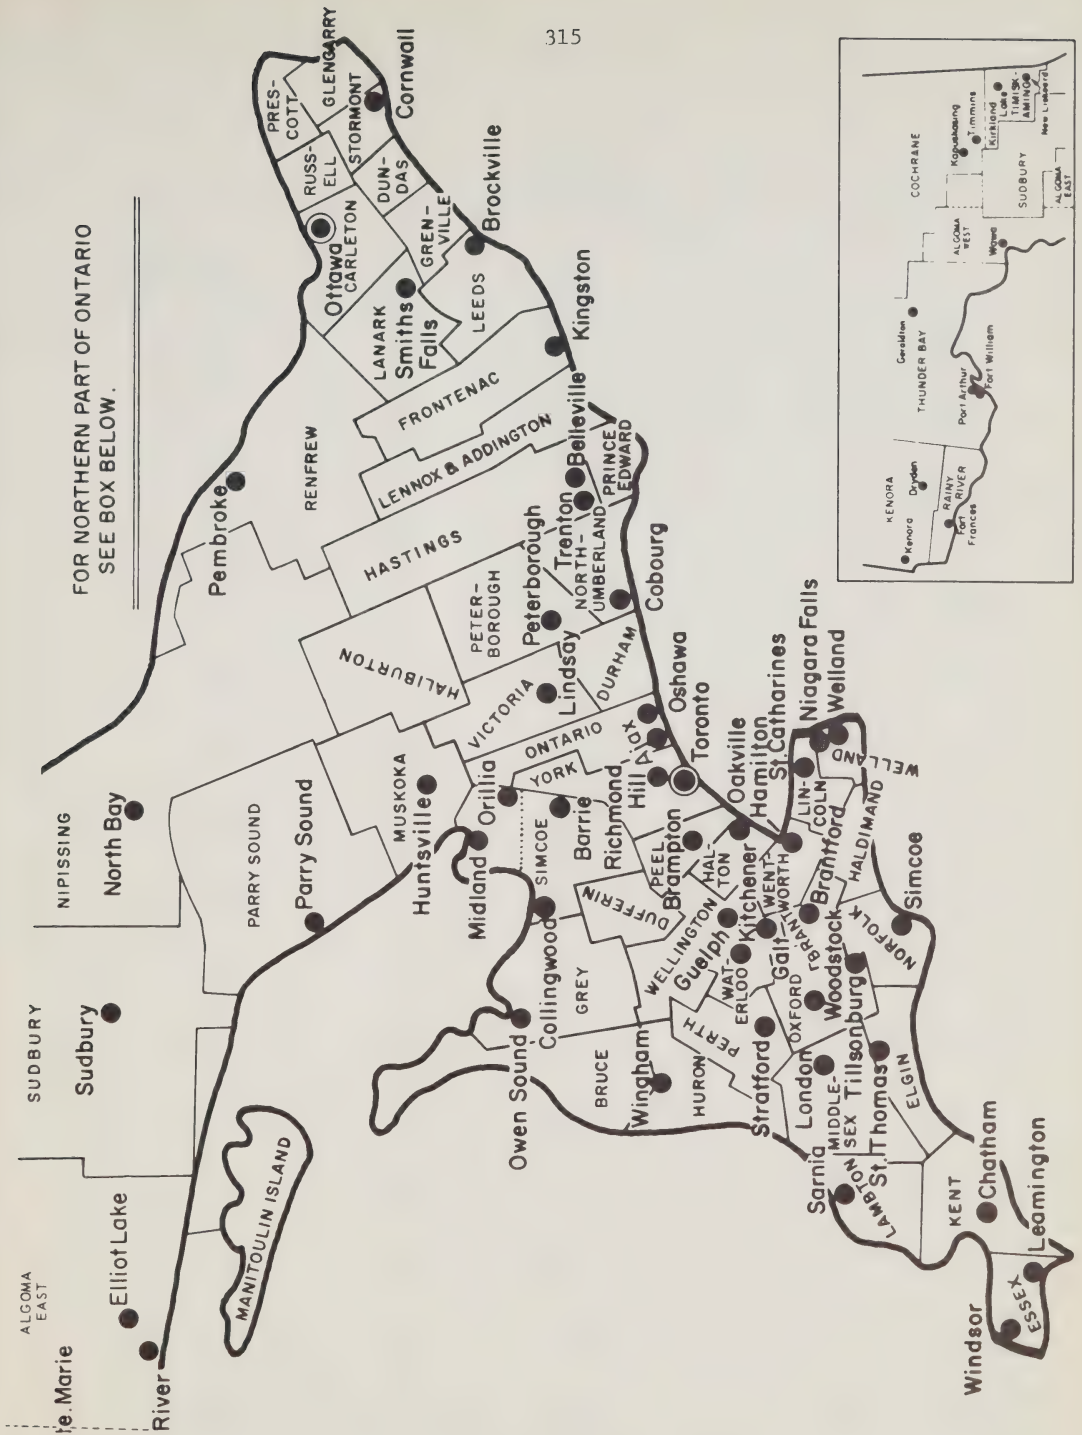 315
FOR NORTHERN PART OF ONTARIO
SEE BOX BELOW.
ALGOMA
EAST
te. Marie
River
Elliot Lake
SUDBURY
Sudbury
MANITOULIN ISLAND
NIPISSING
North Bay
PARRY SOUND
Parry Sound
MUSKOKA
Huntsville
Pembroke
RENFREW
HALIBURTON
HASTINGS
LENNOX & ADDINGTON
FRONTENAC
LANARK
Smiths
Falls
Ottawa
CARLETON
RUSS-
ELL
PRES-
COTT
GLENGARRY
STORMONT
Cornwall
DUN-
DAS
GREN-
VILLE
Brockville
LEEDS
Kingston
Belleville
PRINCE
EDWARD
Trenton
NORTH-
UMBERLAND
Cobourg
PETER-
BOROUGH
Peterborough
VICTORIA
Lindsay
DURHAM
ONTARIO
Oshawa
Ajax
YORK
Richmond
Hill
Toronto
Orillia
Midland
SIMCOE
Barrie
Collingwood
DUFFERIN
PEEL
Brampton
HAL-
TON
Oakville
Hamilton
WENT-
WORTH
St. Catharines
Niagara Falls
Welland
WELLAND
LIN-
COLN
HALDIMAND
Brantford
BRANT
Simcoe
NORFOLK
GREY
Owen Sound
BRUCE
Wingham
HURON
PERTH
Stratford
WELLINGTON
Guelph
Kitchener
WAT-
ERLOO
Galt
OXFORD
Woodstock
Tillsonburg
London
MIDDLE-
SEX
St. Thomas
ELGIN
Sarnia
LAMBTON
KENT
Chatham
Leamington
ESSEX
Windsor
KENORA
Kenora
Dryden
RAINY
RIVER
Fort
Frances
THUNDER BAY
Geraldton
Port Arthur
Fort William
ALGOMA
WEST
Wawa
COCHRANE
Kapuskasing
Timmins
Kirkland
Lake
TIMISK-
AMING
New Liskeard
SUDBURY
ALGOMA
EAST